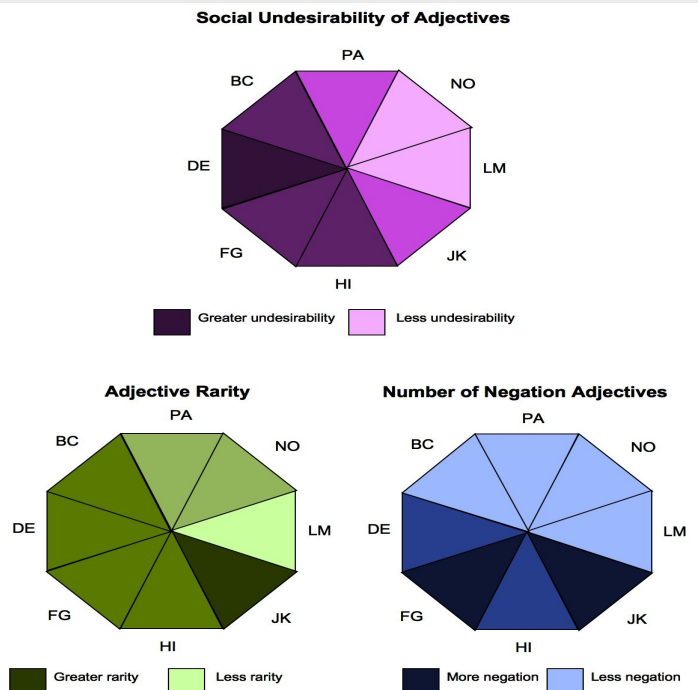 Social Undesirability of Adjectives
PA
BC
NO
DE
LM
FG
JK
HI
Greater undesirability
Less undesirability
Adjective Rarity
PA
BC
NO
DE
LM
FG
JK
HI
Greater rarity
Less rarity
Number of Negation Adjectives
PA
BC
NO
DE
LM
FG
JK
HI
More negation
Less negation